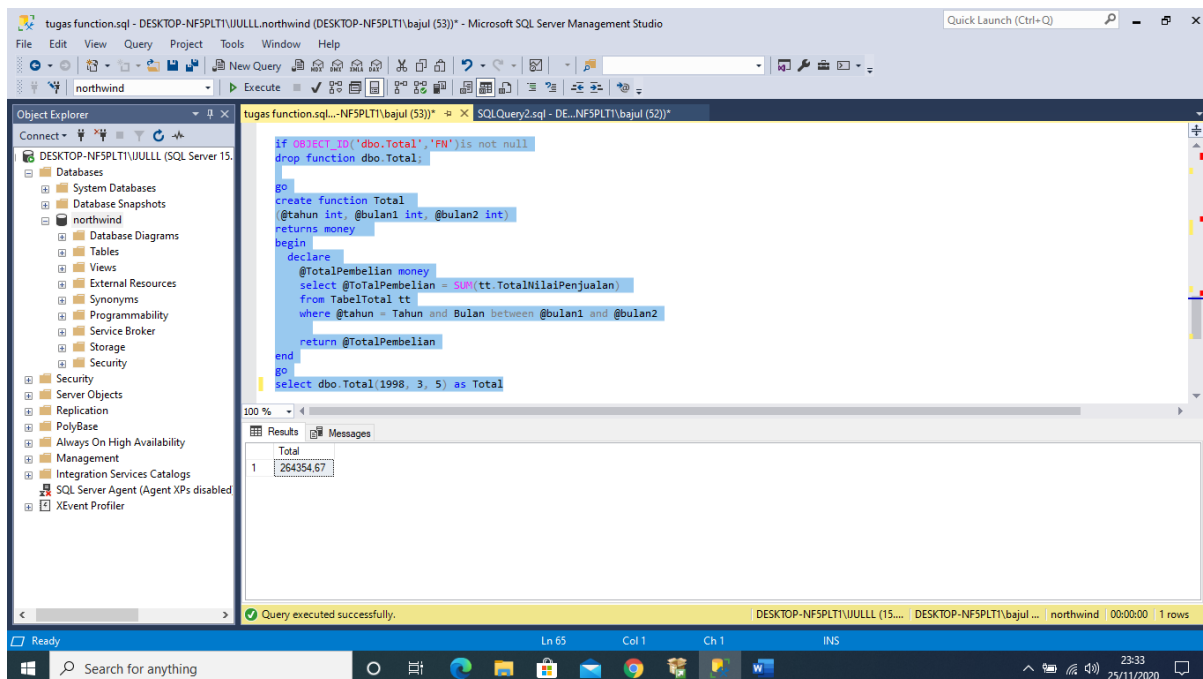 tugas function.sql - DESKTOP-NF5PLT1\IJULLL.northwind (DESKTOP-NF5PLT1\bajul (53))* - Microsoft SQL Server Management Studio
Quick Launch (Ctrl+Q)
File Edit View Query Project Tools Window Help
New Query
MDX DMX XMLA DAX
northwind
Execute
Object Explorer
Connect
DESKTOP-NF5PLT1\IJULLL (SQL Server 15.
Databases
System Databases
Database Snapshots
northwind
Database Diagrams
Tables
Views
External Resources
Synonyms
Programmability
Service Broker
Storage
Security
Security
Server Objects
Replication
PolyBase
Always On High Availability
Management
Integration Services Catalogs
SQL Server Agent (Agent XPs disabled
XEvent Profiler
tugas function.sql...-NF5PLT1\bajul (53))*
SQLQuery2.sql - DE...NF5PLT1\bajul (52))*
if OBJECT_ID('dbo.Total','FN')is not null
drop function dbo.Total;
go
create function Total
(@tahun int, @bulan1 int, @bulan2 int)
returns money
begin
declare
@TotalPembelian money
select @ToTalPembelian = SUM(tt.TotalNilaiPenjualan)
from TabelTotal tt
where @tahun = Tahun and Bulan between @bulan1 and @bulan2
return @TotalPembelian
end
go
select dbo.Total(1998, 3, 5) as Total
100 %
Results Messages
Total
1 264354,67
Query executed successfully.
DESKTOP-NF5PLT1\IJULLL (15.... DESKTOP-NF5PLT1\bajul ... northwind 00:00:00 1 rows
Ready Ln 65 Col 1 Ch 1 INS
Search for anything
W
23:33
25/11/2020